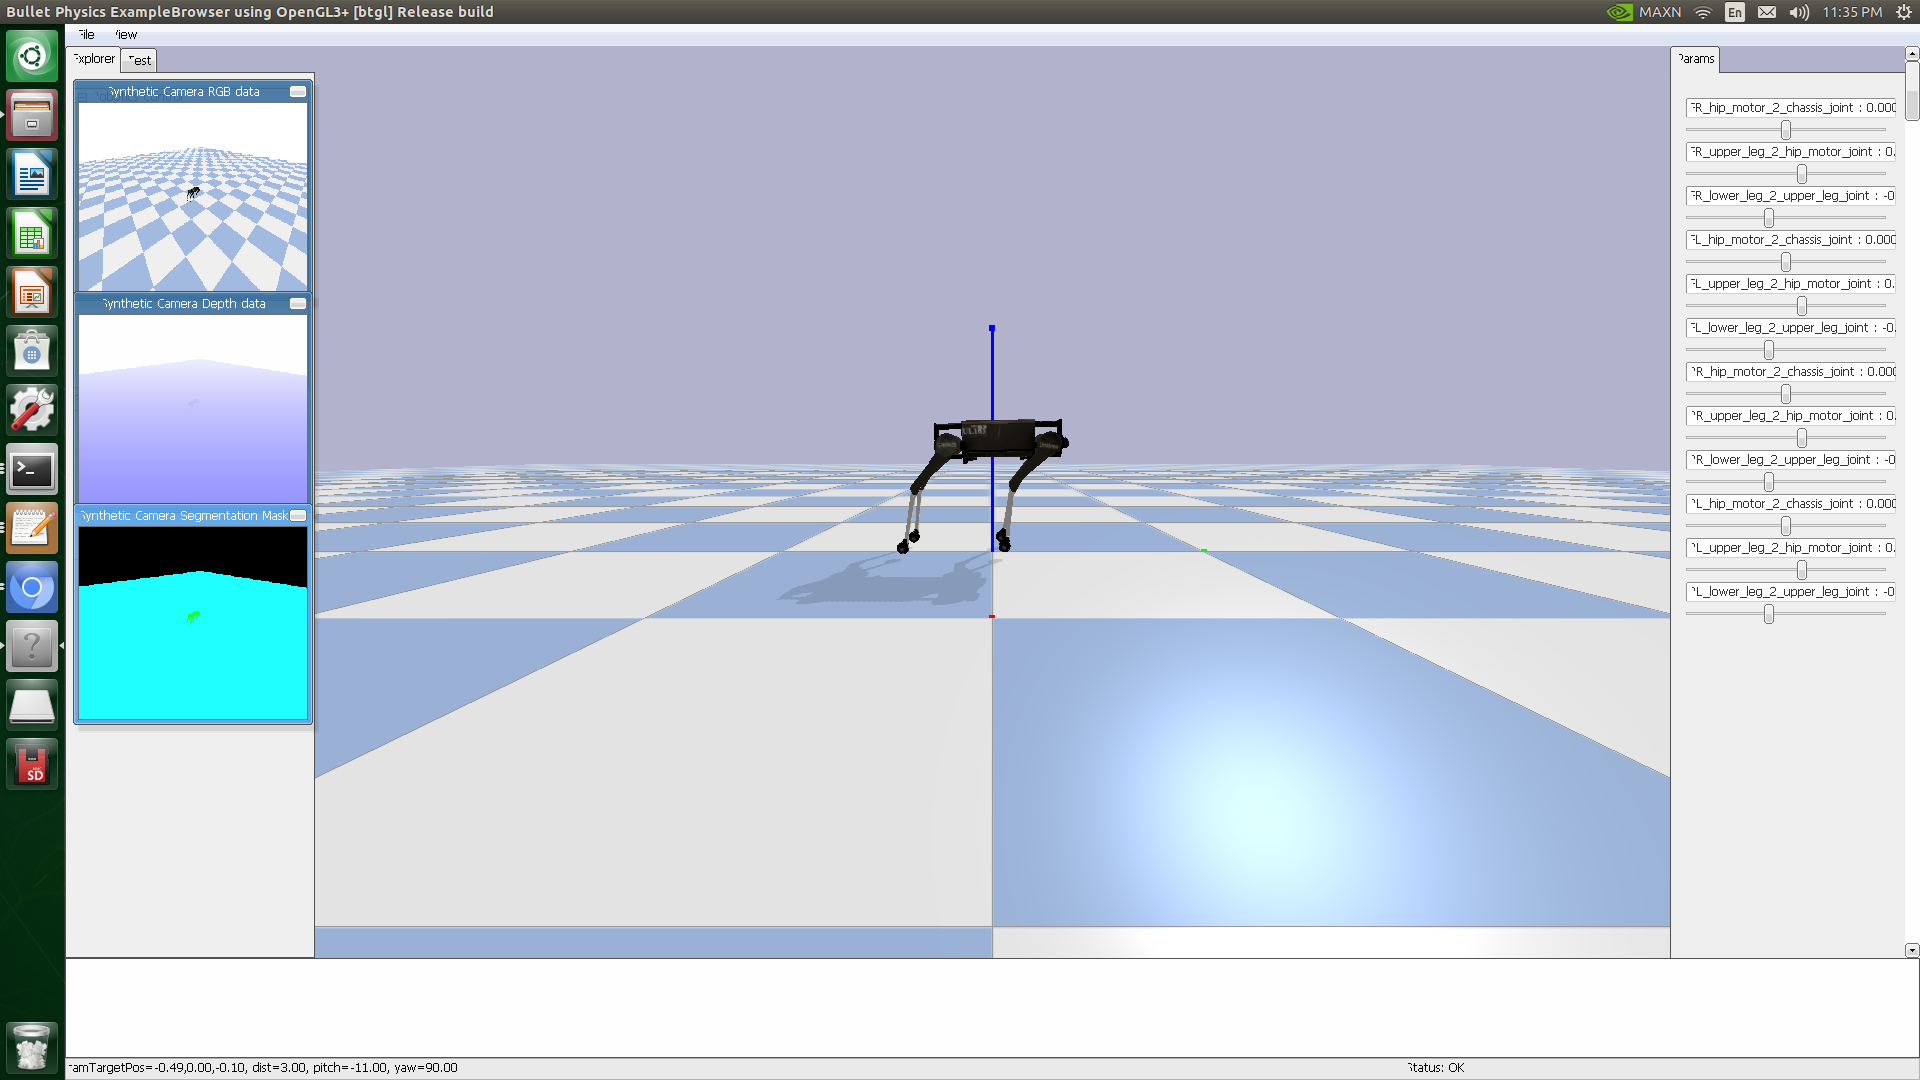 Bullet Physics ExampleBrowser using OpenGL3+ [btgl] Release build
MAXN En 11:35 PM
File View
Explorer Test
Synthetic Camera RGB data
Synthetic Camera Depth data
Synthetic Camera Segmentation Mask
Params
FR_hip_motor_2_chassis_joint : 0.000
FR_upper_leg_2_hip_motor_joint : 0.
FR_lower_leg_2_upper_leg_joint : -0
FL_hip_motor_2_chassis_joint : 0.000
FL_upper_leg_2_hip_motor_joint : 0.
FL_lower_leg_2_upper_leg_joint : -0.
RR_hip_motor_2_chassis_joint : 0.000
RR_upper_leg_2_hip_motor_joint : 0.
RR_lower_leg_2_upper_leg_joint : -0
RL_hip_motor_2_chassis_joint : 0.000
RL_upper_leg_2_hip_motor_joint : 0.
RL_lower_leg_2_upper_leg_joint : -0
SD
camTargetPos=-0.49,0.00,-0.10, dist=3.00, pitch=-11.00, yaw=90.00
Status: OK